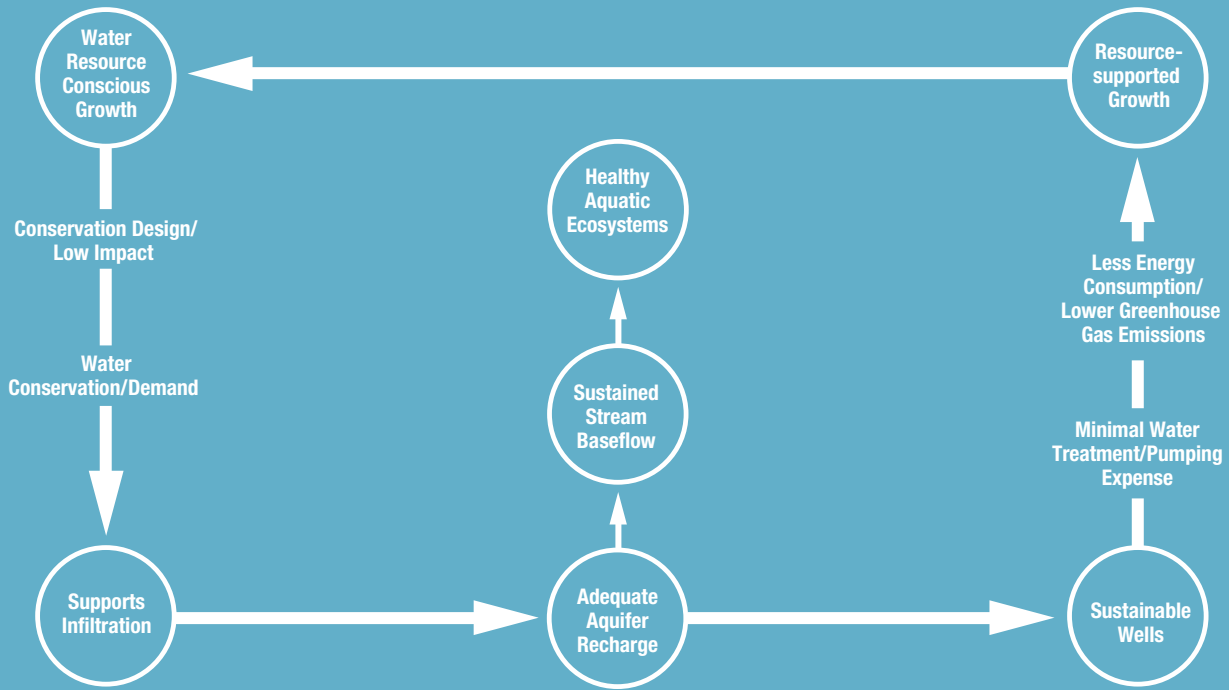 Water
Resource
Conscious
Growth
Resource-
supported
Growth
Healthy
Aquatic
Ecosystems
Conservation Design/
Low Impact
Less Energy
Consumption/
Lower Greenhouse
Gas Emissions
Water
Conservation/Demand
Sustained
Stream
Baseflow
Minimal Water
Treatment/Pumping
Expense
Supports
Infiltration
Adequate
Aquifer
Recharge
Sustainable
Wells